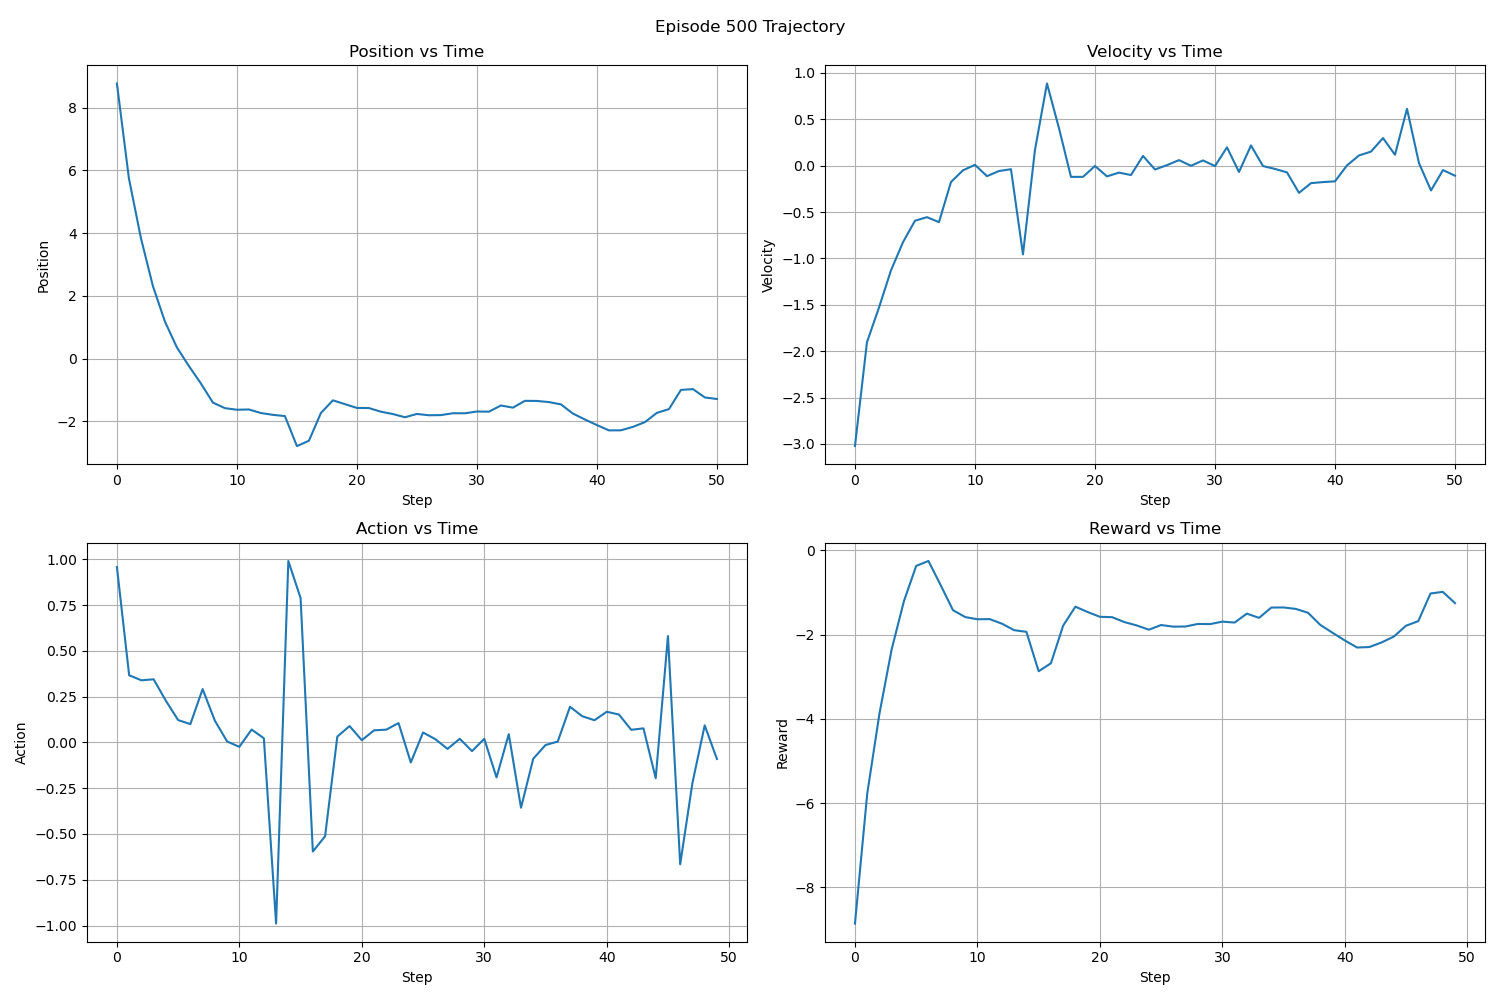 Episode 500 Trajectory
Position vs Time
Position
8
6
4
2
0
−2
0 10 20 30 40 50
Step
Velocity vs Time
Velocity
1.0
0.5
0.0
−0.5
−1.0
−1.5
−2.0
−2.5
−3.0
0 10 20 30 40 50
Step
Action vs Time
Action
1.00
0.75
0.50
0.25
0.00
−0.25
−0.50
−0.75
−1.00
0 10 20 30 40 50
Step
Reward vs Time
Reward
0
−2
−4
−6
−8
0 10 20 30 40 50
Step